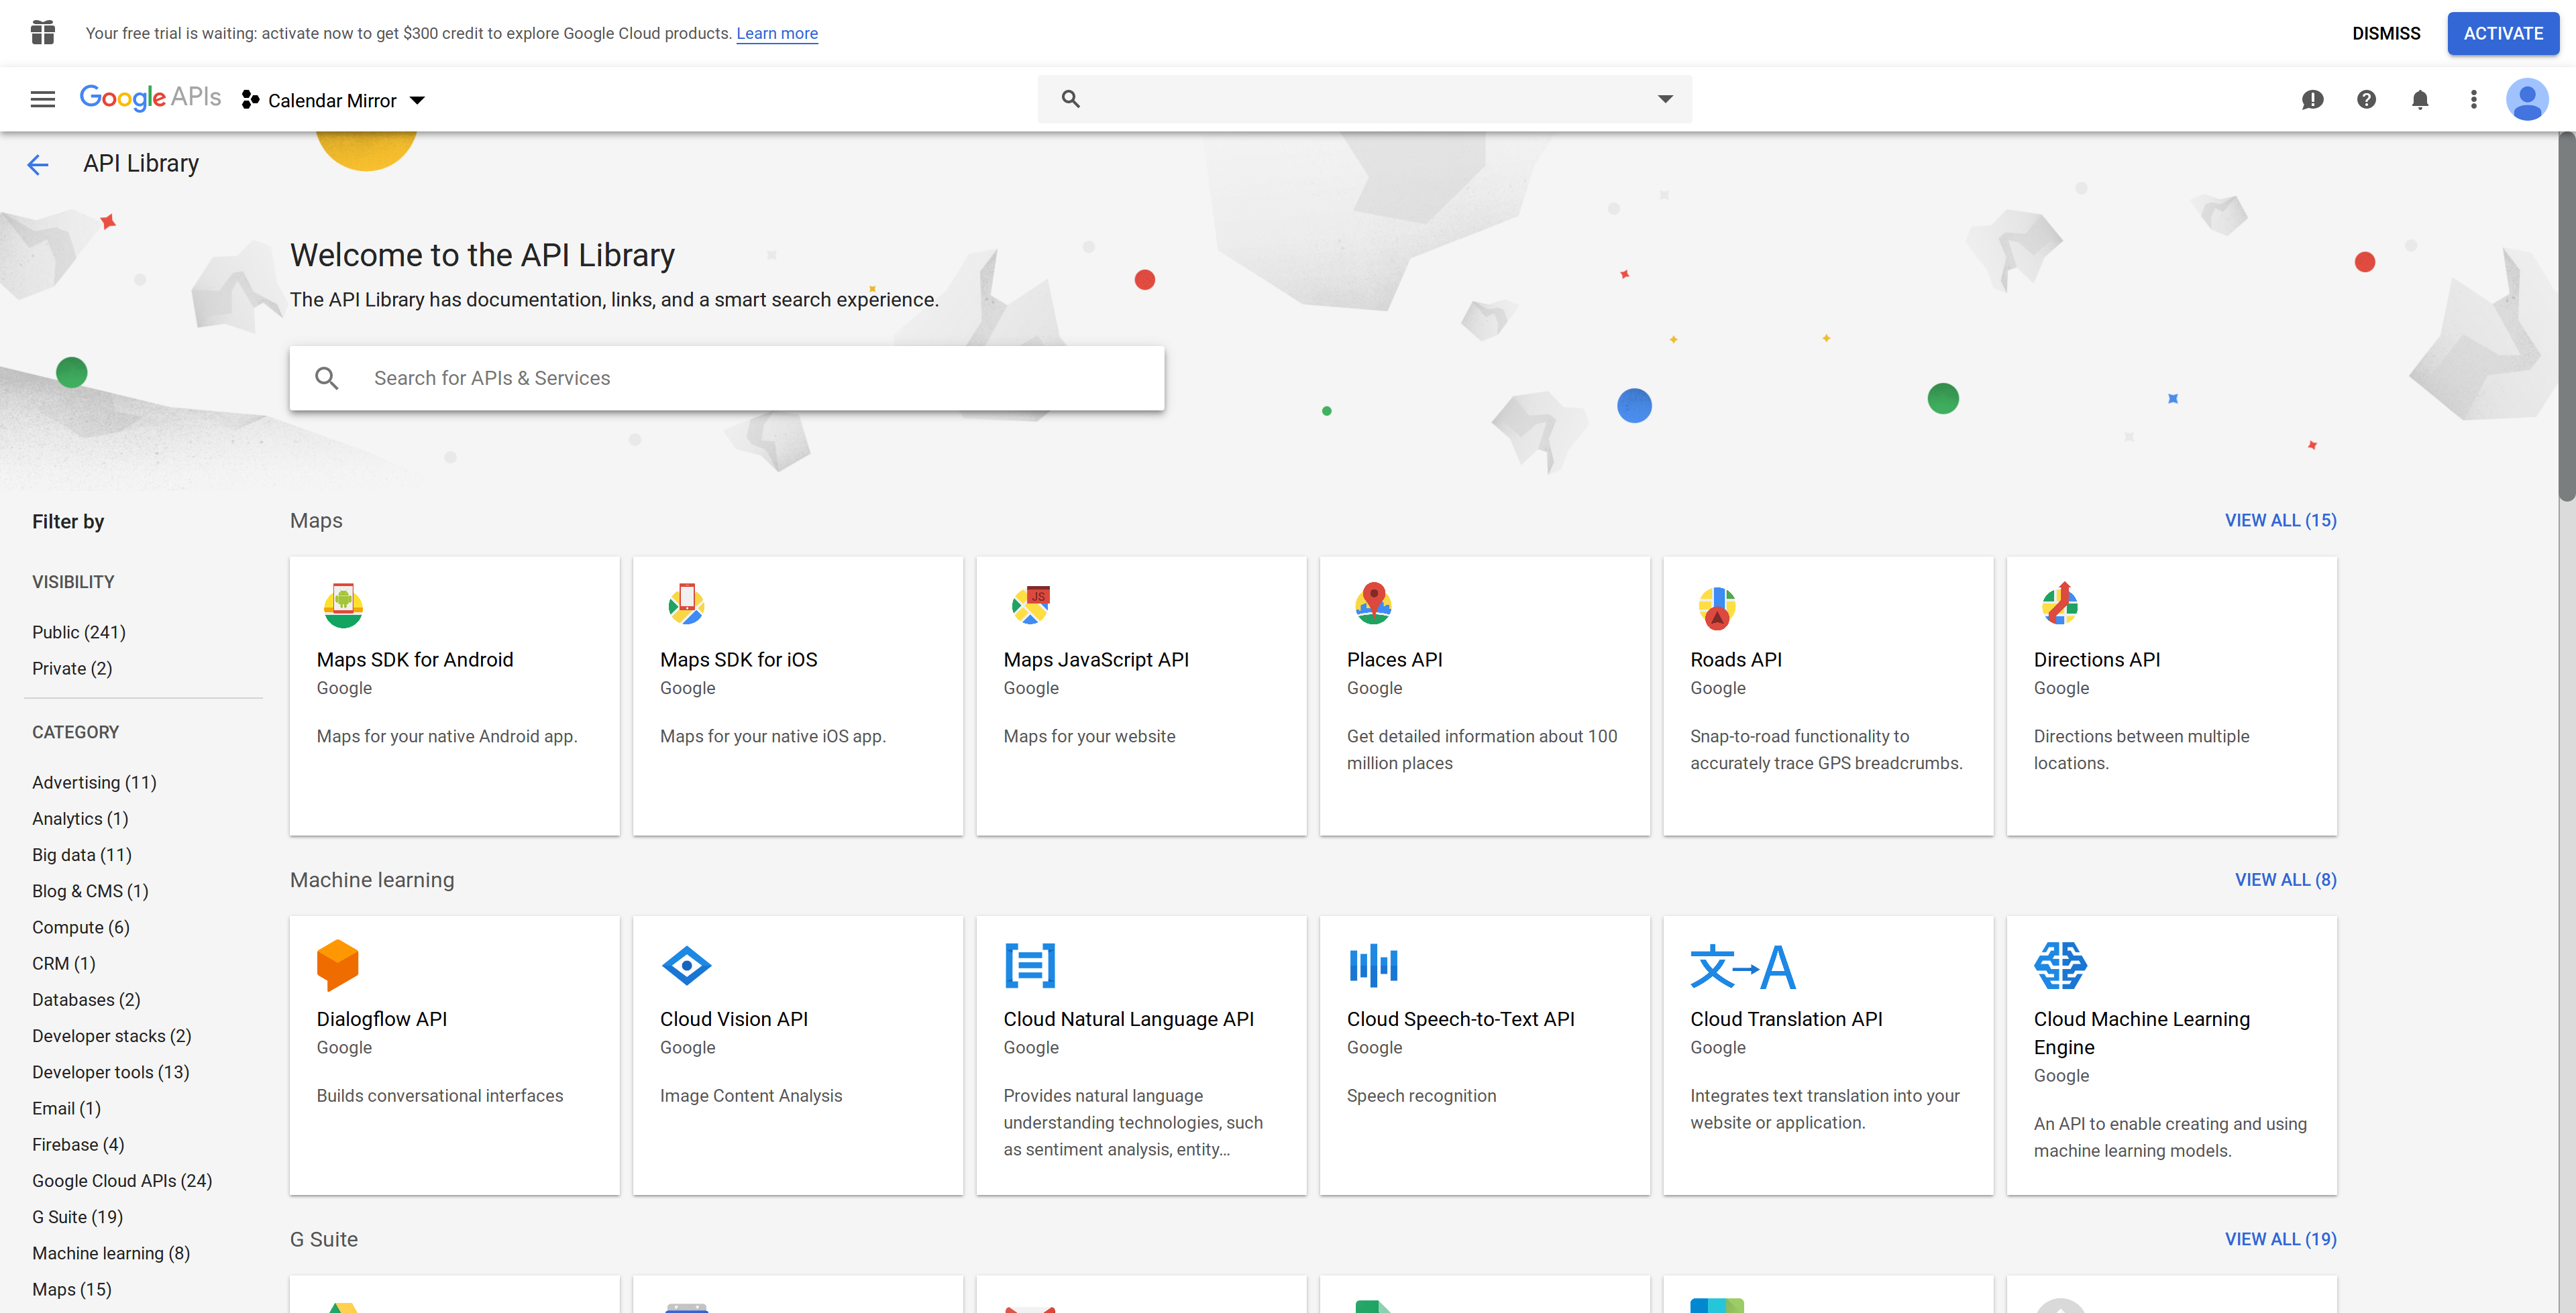 Your free trial is waiting: activate now to get $300 credit to explore Google Cloud products. Learn more
DISMISS
ACTIVATE
Google APIs
Calendar Mirror
API Library
Welcome to the API Library
The API Library has documentation, links, and a smart search experience.
Search for APIs & Services
Filter by
VISIBILITY
Public (241)
Private (2)
CATEGORY
Advertising (11)
Analytics (1)
Big data (11)
Blog & CMS (1)
Compute (6)
CRM (1)
Databases (2)
Developer stacks (2)
Developer tools (13)
Email (1)
Firebase (4)
Google Cloud APIs (24)
G Suite (19)
Machine learning (8)
Maps (15)
Maps
VIEW ALL (15)
Maps SDK for Android
Google
Maps for your native Android app.
Maps SDK for iOS
Google
Maps for your native iOS app.
JS
Maps JavaScript API
Google
Maps for your website
Places API
Google
Get detailed information about 100
million places
Roads API
Google
Snap-to-road functionality to
accurately trace GPS breadcrumbs.
Directions API
Google
Directions between multiple
locations.
Machine learning
VIEW ALL (8)
Dialogflow API
Google
Builds conversational interfaces
Cloud Vision API
Google
Image Content Analysis
Cloud Natural Language API
Google
Provides natural language
understanding technologies, such
as sentiment analysis, entity...
Cloud Speech-to-Text API
Google
Speech recognition
文→A
Cloud Translation API
Google
Integrates text translation into your
website or application.
Cloud Machine Learning
Engine
Google
An API to enable creating and using
machine learning models.
G Suite
VIEW ALL (19)